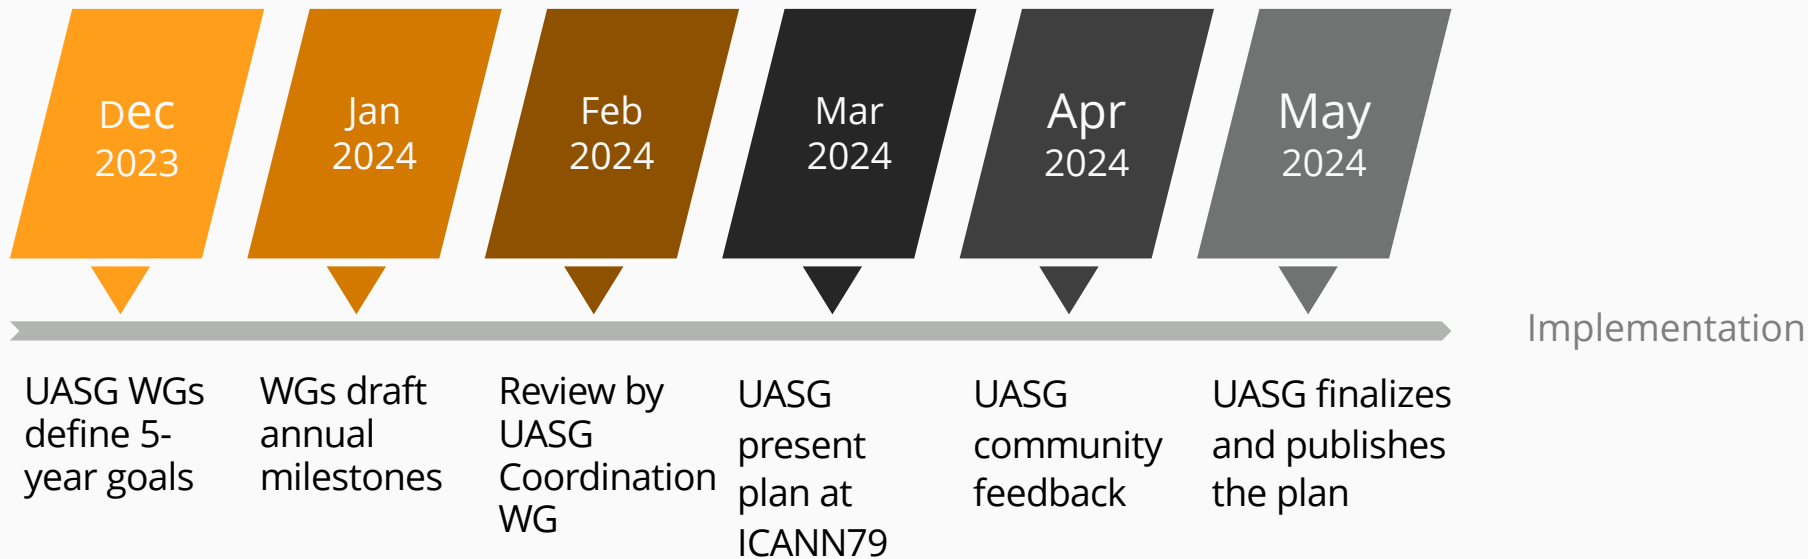 Dec
2023
Jan
2024
Feb
2024
Mar
2024
Apr
2024
May
2024
Implementation
UASG WGs
define 5-
year goals
WGs draft
annual
milestones
Review by
UASG
Coordination
WG
UASG
present
plan at
ICANN79
UASG
community
feedback
UASG finalizes
and publishes
the plan